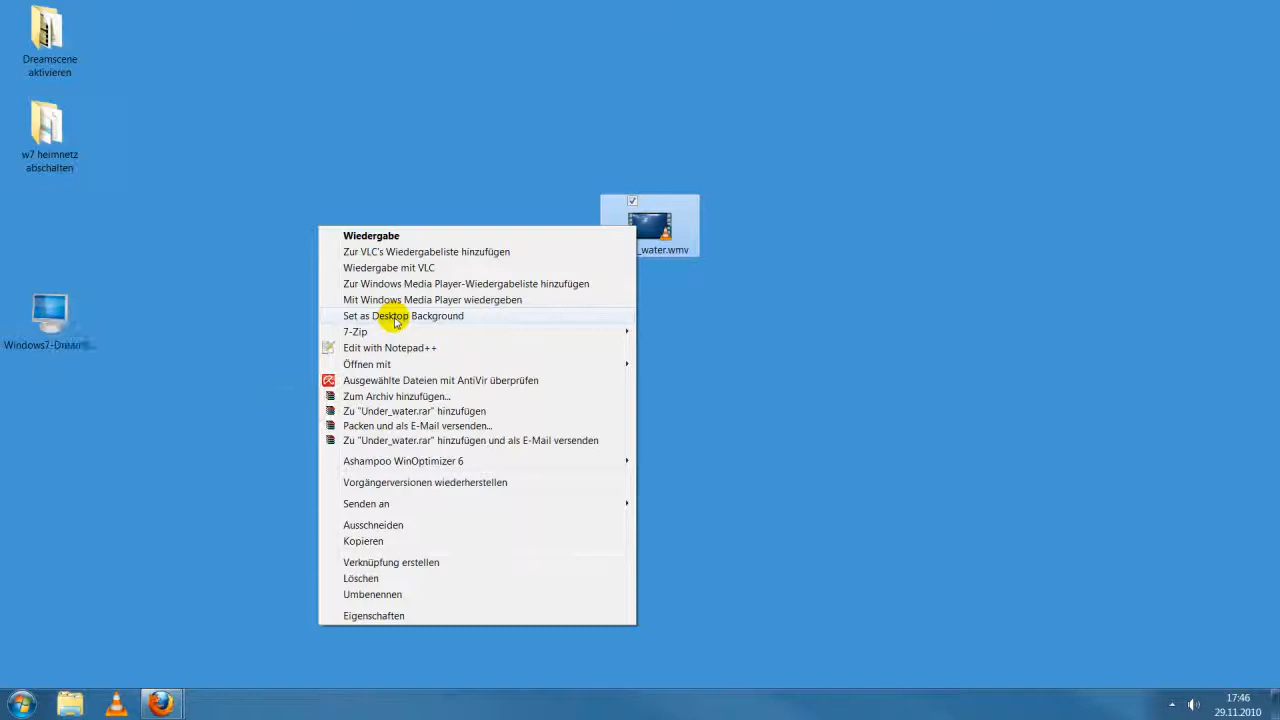 Dreamscene
aktivieren
w7 heimnetz
abschalten
_water.wmv
Wiedergabe
Zur VLC's Wiedergabeliste hinzufügen
Wiedergabe mit VLC
Zur Windows Media Player-Wiedergabeliste hinzufügen
Mit Windows Media Player wiedergeben
Set as Desktop Background
7-Zip
Edit with Notepad++
Öffnen mit
Ausgewählte Dateien mit AntiVir überprüfen
Zum Archiv hinzufügen...
Zu "Under_water.rar" hinzufügen
Packen und als E-Mail versenden...
Zu "Under_water.rar" hinzufügen und als E-Mail versenden
Ashampoo WinOptimizer 6
Vorgängerversionen wiederherstellen
Senden an
Ausschneiden
Kopieren
Verknüpfung erstellen
Löschen
Umbenennen
Eigenschaften
17:46
29.11.2010